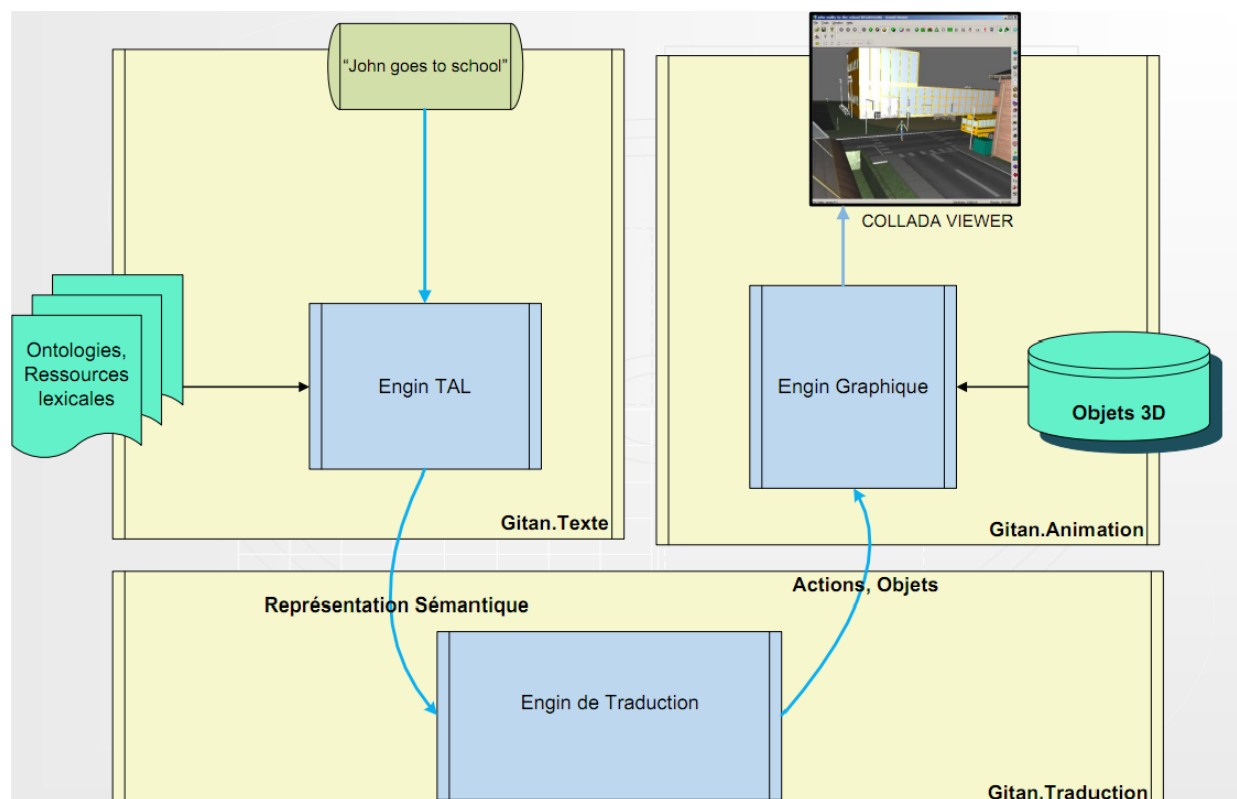 “John goes to school”
COLLADA VIEWER
Ontologies,
Ressources
lexicales
Engin TAL
Engin Graphique
Objets 3D
Gitan.Texte
Gitan.Animation
Représentation Sémantique
Actions, Objets
Engin de Traduction
Gitan.Traduction